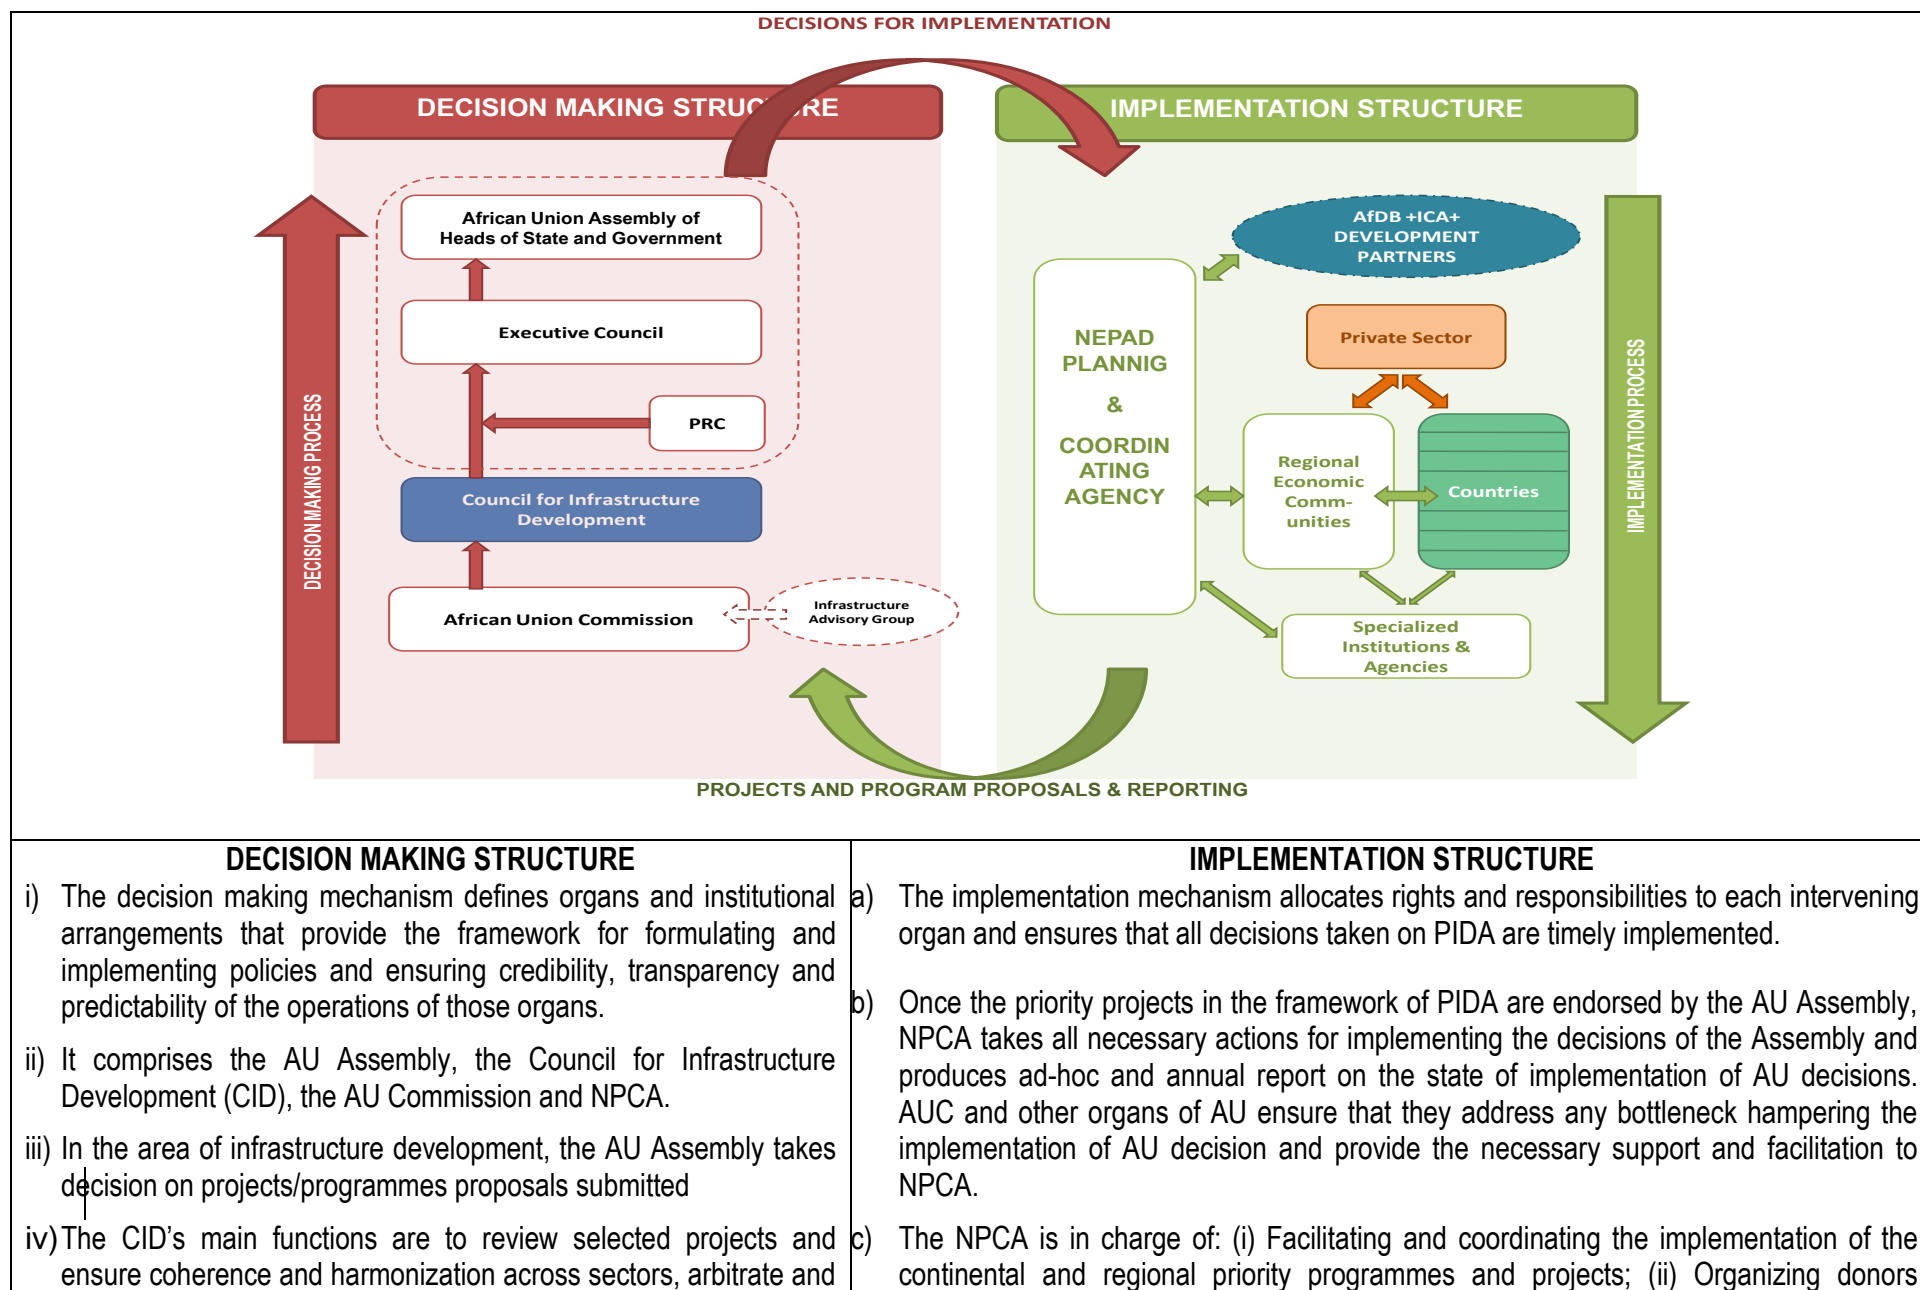 DECISIONS FOR IMPLEMENTATION
DECISION MAKING STRUCTURE
IMPLEMENTATION STRUCTURE
DECISION MAKING PROCESS
African Union Assembly of
Heads of State and Government
Executive Council
PRC
Council for Infrastructure
Development
African Union Commission
Infrastructure
Advisory Group
AfDB +ICA+
DEVELOPMENT
PARTNERS
NEPAD
PLANNIG
&
COORDIN
ATING
AGENCY
Private Sector
Regional
Economic
Comm-
unities
Countries
Specialized
Institutions &
Agencies
IMPLEMENTATION PROCESS
PROJECTS AND PROGRAM PROPOSALS & REPORTING
DECISION MAKING STRUCTURE
i) The decision making mechanism defines organs and institutional
arrangements that provide the framework for formulating and
implementing policies and ensuring credibility, transparency and
predictability of the operations of those organs.
ii) It comprises the AU Assembly, the Council for Infrastructure
Development (CID), the AU Commission and NPCA.
iii) In the area of infrastructure development, the AU Assembly takes
decision on projects/programmes proposals submitted
iv) The CID’s main functions are to review selected projects and
ensure coherence and harmonization across sectors, arbitrate and
IMPLEMENTATION STRUCTURE
a) The implementation mechanism allocates rights and responsibilities to each intervening
organ and ensures that all decisions taken on PIDA are timely implemented.
b) Once the priority projects in the framework of PIDA are endorsed by the AU Assembly,
NPCA takes all necessary actions for implementing the decisions of the Assembly and
produces ad-hoc and annual report on the state of implementation of AU decisions.
AUC and other organs of AU ensure that they address any bottleneck hampering the
implementation of AU decision and provide the necessary support and facilitation to
NPCA.
c) The NPCA is in charge of: (i) Facilitating and coordinating the implementation of the
continental and regional priority programmes and projects; (ii) Organizing donors